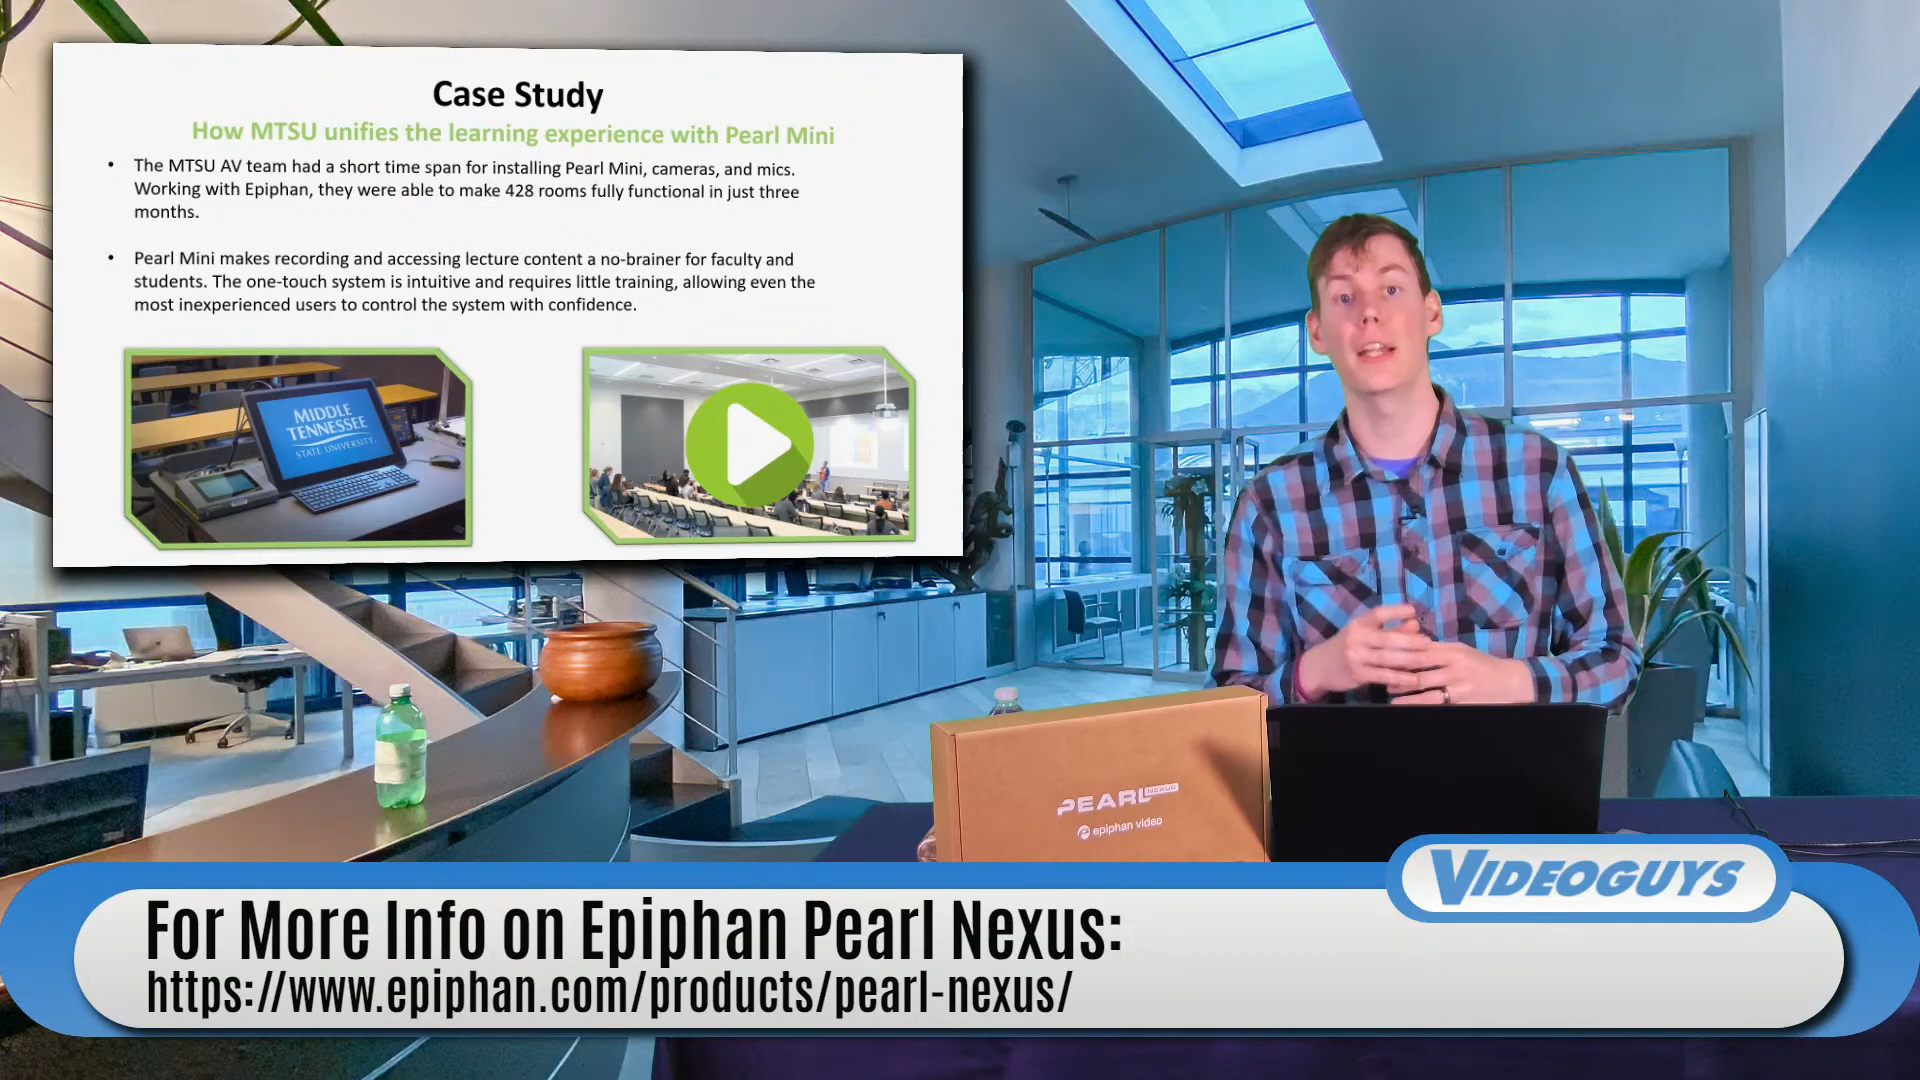 Case Study
How MTSU unifies the learning experience with Pearl Mini
• The MTSU AV team had a short time span for installing Pearl Mini, cameras, and mics.
Working with Epiphan, they were able to make 428 rooms fully functional in just three
months.
• Pearl Mini makes recording and accessing lecture content a no-brainer for faculty and
students. The one-touch system is intuitive and requires little training, allowing even the
most inexperienced users to control the system with confidence.
MIDDLE
TENNESSEE
STATE UNIVERSITY.
PEARL NEXUS
epiphan video
VIDEOGUYS
For More Info on Epiphan Pearl Nexus:
https://www.epiphan.com/products/pearl-nexus/